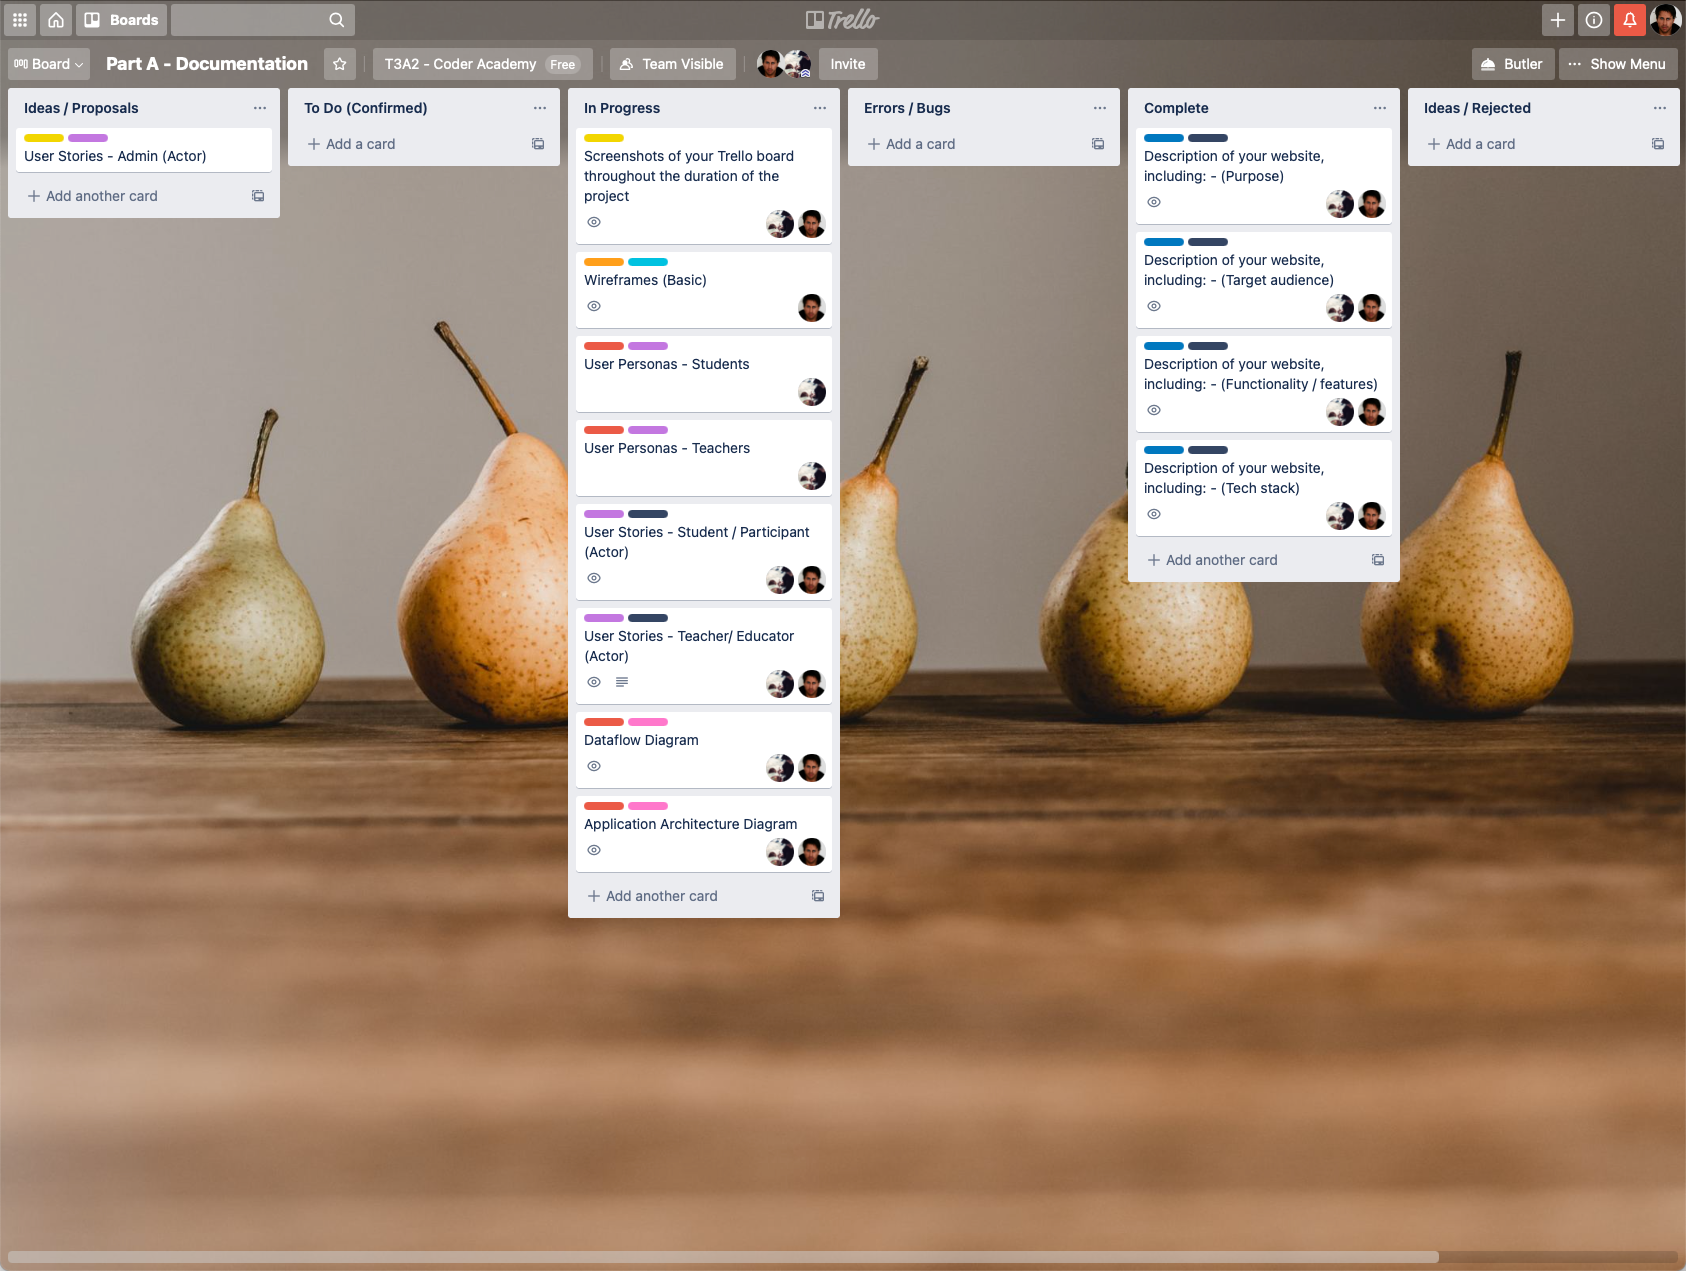 Boards
Trello
Board
Part A - Documentation
T3A2 - Coder Academy Free
Team Visible
Invite
Butler
··· Show Menu
Ideas / Proposals
User Stories - Admin (Actor)
+ Add another card
To Do (Confirmed)
+ Add a card
In Progress
Screenshots of your Trello board
throughout the duration of the
project
Wireframes (Basic)
User Personas - Students
User Personas - Teachers
User Stories - Student / Participant
(Actor)
User Stories - Teacher/ Educator
(Actor)
Dataflow Diagram
Application Architecture Diagram
+ Add another card
Errors / Bugs
+ Add a card
Complete
Description of your website,
including: - (Purpose)
Description of your website,
including: - (Target audience)
Description of your website,
including: - (Functionality / features)
Description of your website,
including: - (Tech stack)
+ Add another card
Ideas / Rejected
+ Add a card